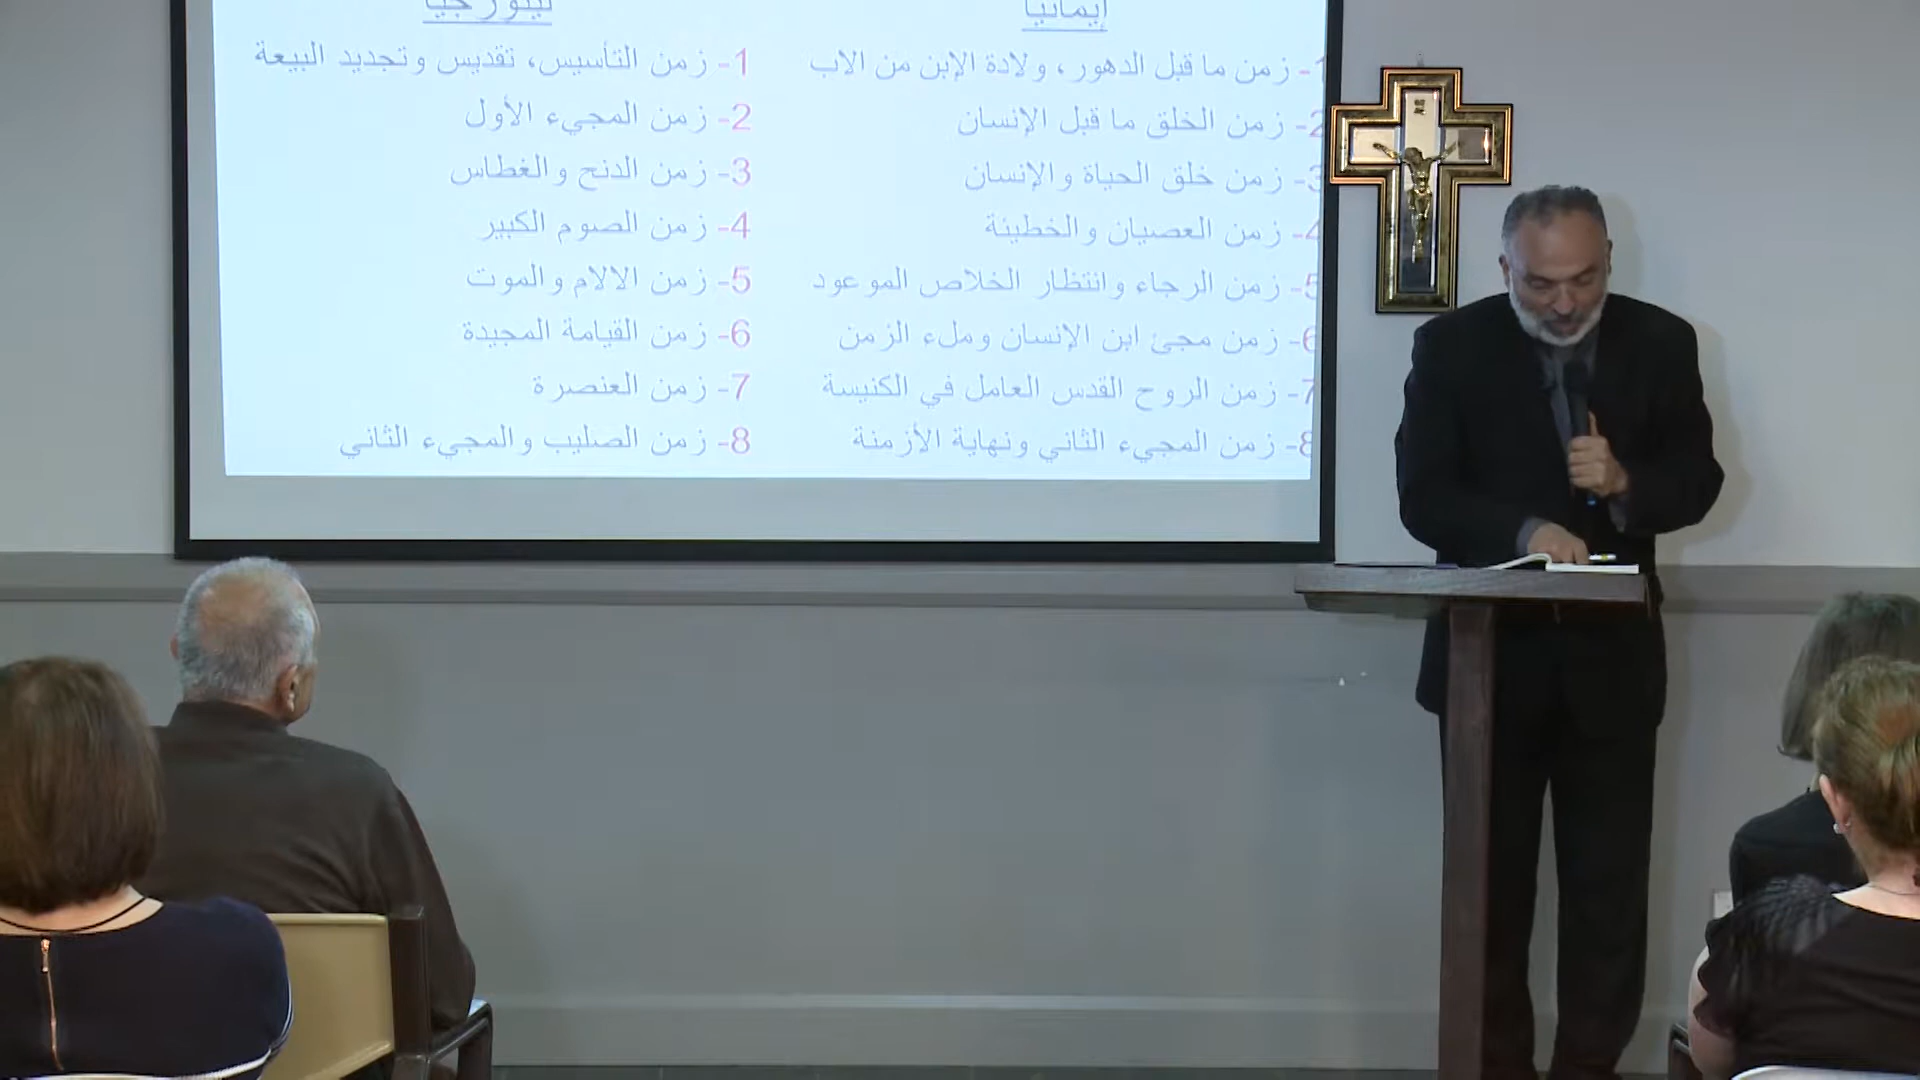 إيمانيا
1- زمن ما قبل الدهور، ولادة الإبن من الاب
2- زمن الخلق ما قبل الإنسان
3- زمن خلق الحياة والإنسان
4- زمن العصيان والخطيئة
5- زمن الرجاء وانتظار الخلاص الموعود
6- زمن مجئ ابن الإنسان وملء الزمن
7- زمن الروح القدس العامل في الكنيسة
8- زمن المجيء الثاني ونهاية الأزمنة
ليتورجيا
1- زمن التأسيس، تقديس وتجديد البيعة
2- زمن المجيء الأول
3- زمن الدنح والغطاس
4- زمن الصوم الكبير
5- زمن الالام والموت
6- زمن القيامة المجيدة
7- زمن العنصرة
8- زمن الصليب والمجيء الثاني